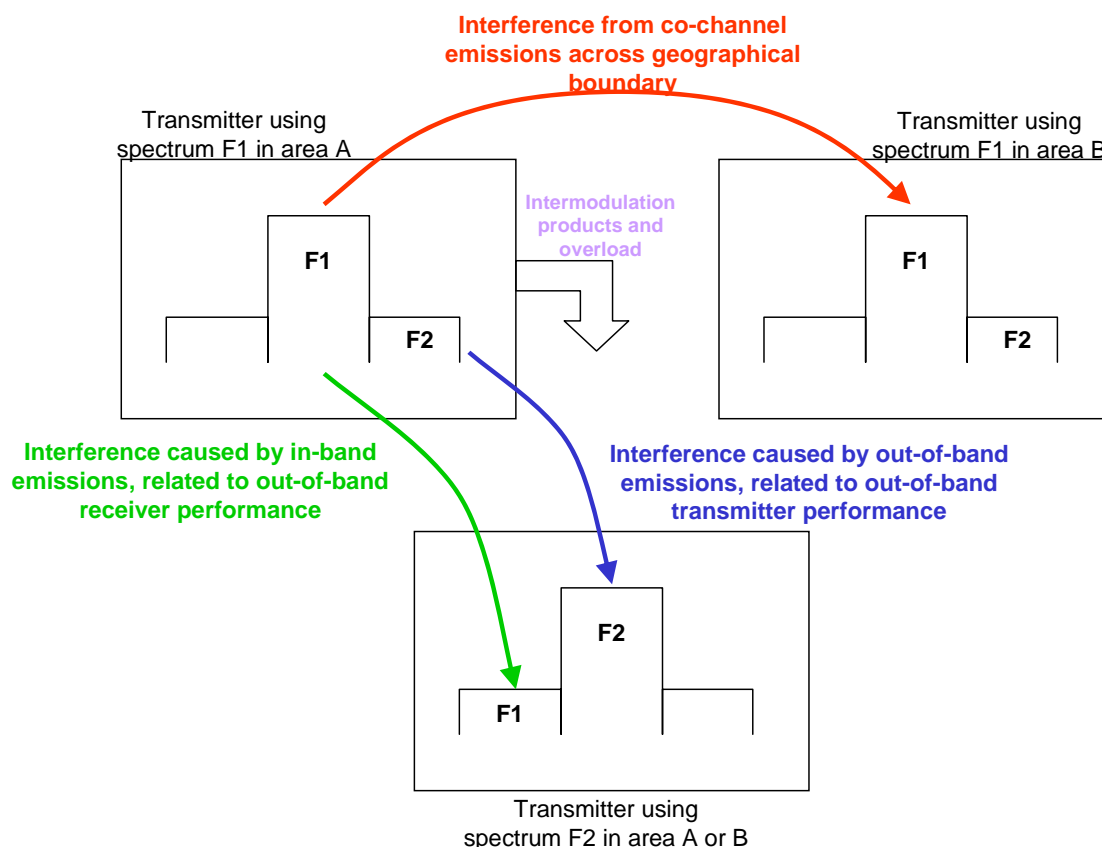 Interference from co-channel
emissions across geographical
boundary
Transmitter using
spectrum F1 in area A
Transmitter using
spectrum F1 in area B
Intermodulation
products and
overload
F1
F2
F1
F2
Interference caused by in-band
emissions, related to out-of-band
receiver performance
Interference caused by out-of-band
emissions, related to out-of-band
transmitter performance
F2
F1
Transmitter using
spectrum F2 in area A or B